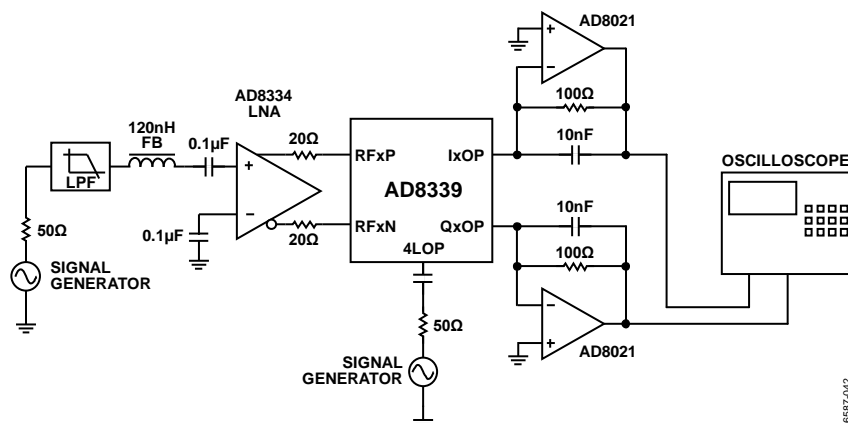 AD8021
AD8334
LNA
100Ω
120nH
FB
0.1µF
20Ω
10nF
LPF
RFxP
IxOP
OSCILLOSCOPE
AD8339
50Ω
0.1µF
20Ω
RFxN
QxOP
10nF
4LOP
100Ω
SIGNAL
GENERATOR
50Ω
SIGNAL
GENERATOR
AD8021